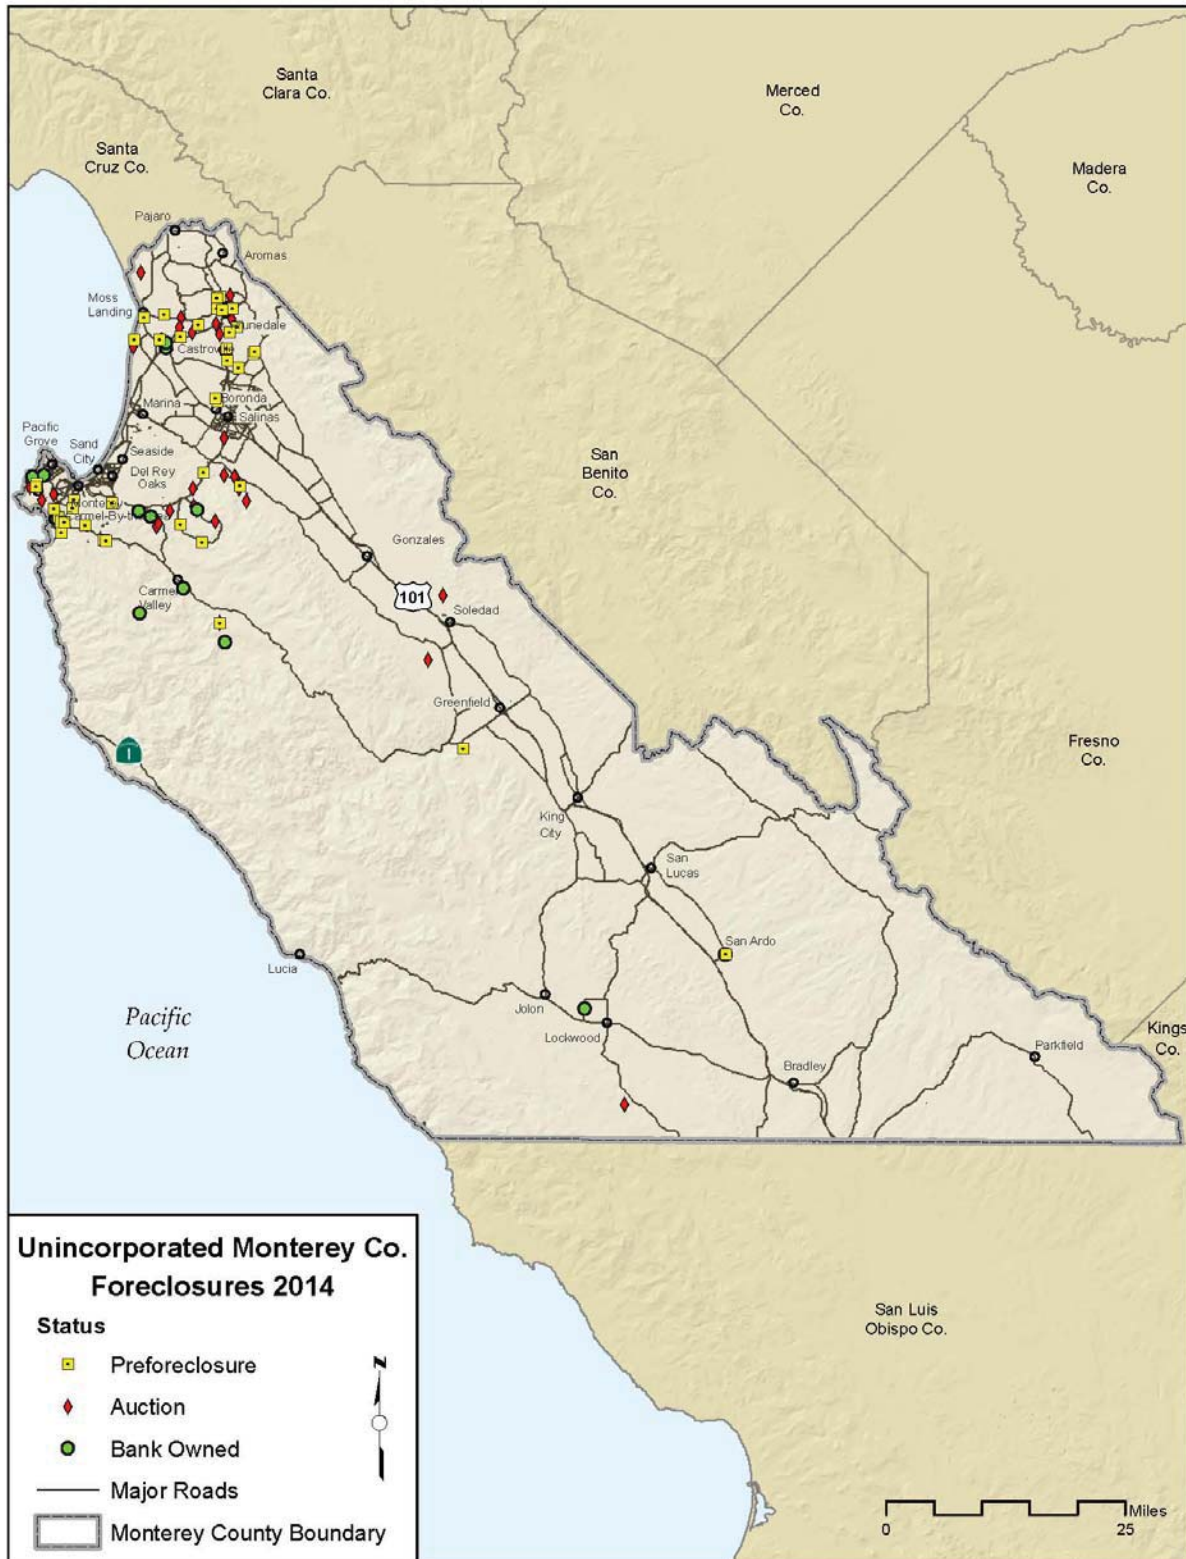 Santa
Clara Co.
Merced
Co.
Santa
Cruz Co.
Madera
Co.
Pajaro
Aromas
Moss
Landing
Prunedale
Castroville
Marina
Boronda
Salinas
Pacific
Grove
Sand
City
Seaside
Del Rey
Oaks
Monterey
Carmel-By-the-Sea
San
Benito
Co.
Gonzales
Carmel
Valley
101
Soledad
Greenfield
1
Fresno
Co.
King
City
San
Lucas
San Ardo
Lucia
Jolon
Lockwood
Pacific
Ocean
Bradley
Parkfield
Kings
Co.
San Luis
Obispo Co.
Unincorporated Monterey Co.
Foreclosures 2014
Status
Preforeclosure
Auction
Bank Owned
Major Roads
Monterey County Boundary
N
Miles
0 25